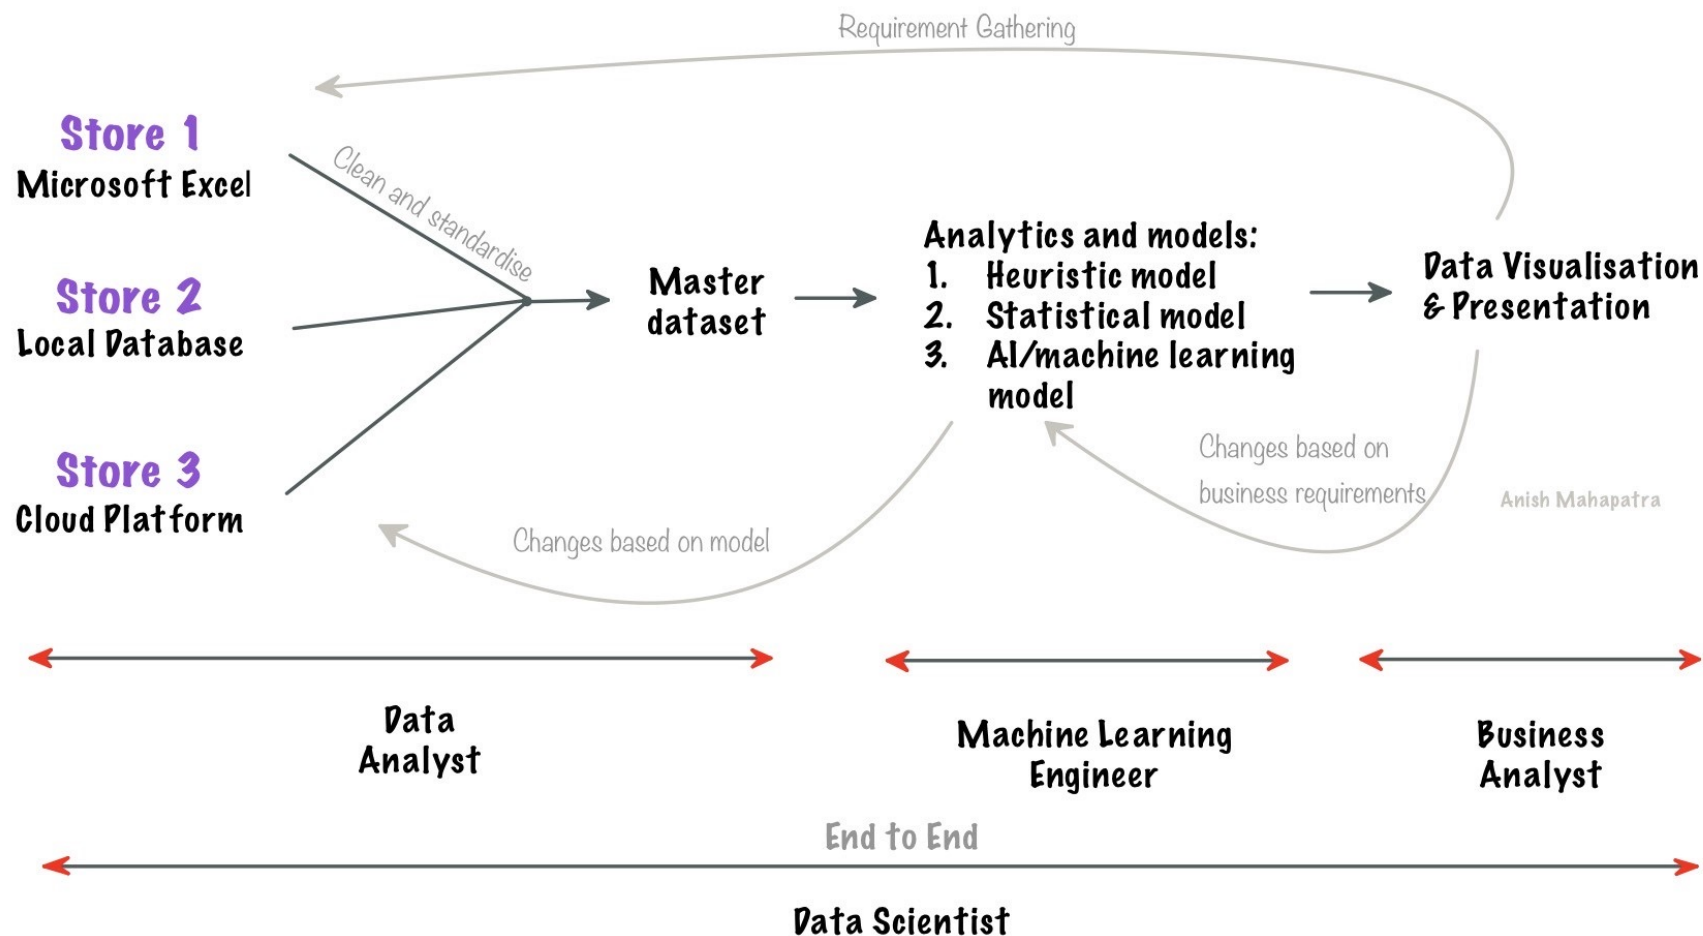 Requirement Gathering
Store 1
Microsoft Excel
Clean and standardise
Store 2
Local Database
Store 3
Cloud Platform
Master
dataset
Analytics and models:
1. Heuristic model
2. Statistical model
3. AI/machine learning
model
Data Visualisation
& Presentation
Changes based on
business requirements
Anish Mahapatra
Changes based on model
Data
Analyst
Machine Learning
Engineer
Business
Analyst
End to End
Data Scientist